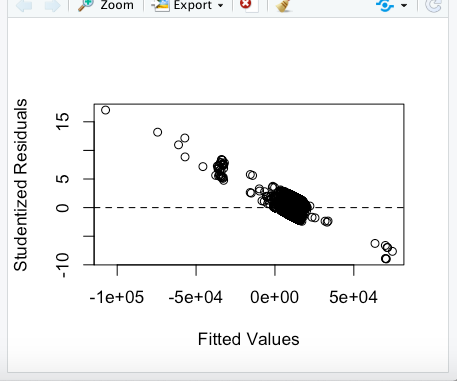 Zoom Export
Studentized Residuals
15
5
0
-10
-1e+05 -5e+04 0e+00 5e+04
Fitted Values